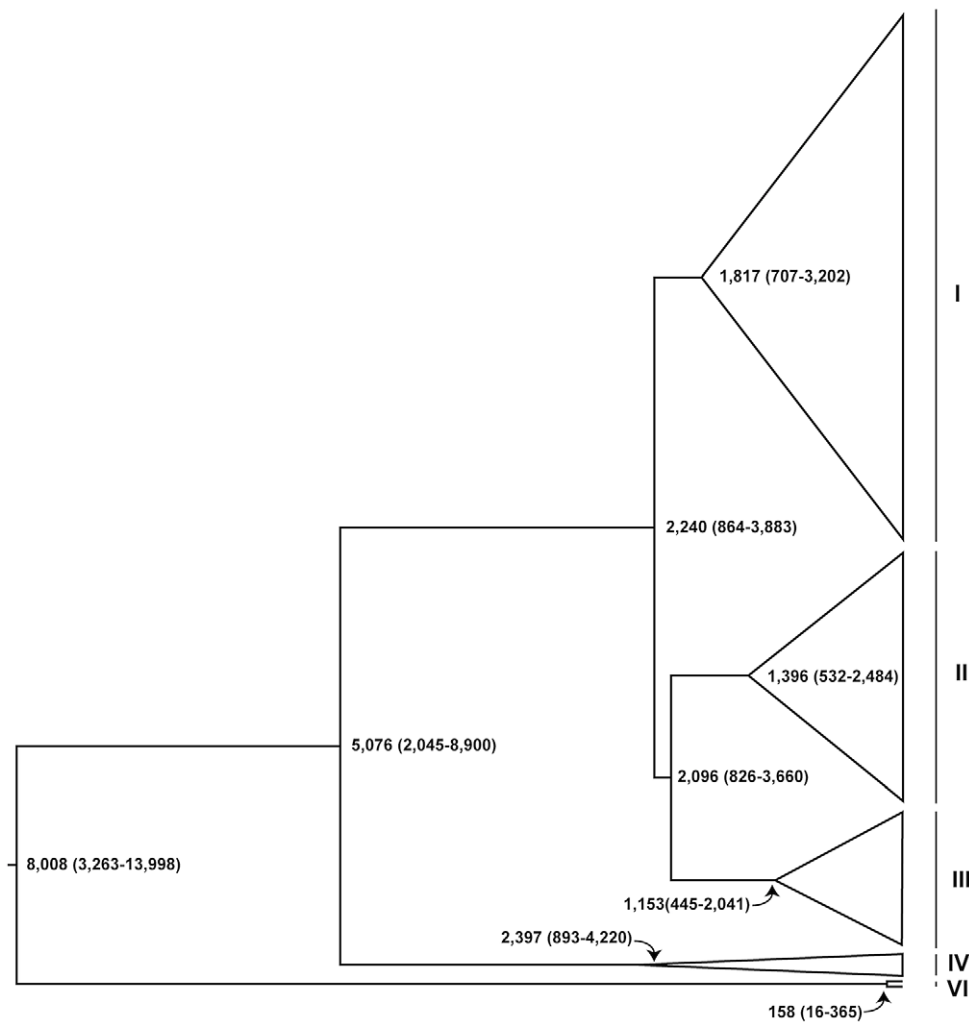 1,817 (707-3,202)
I
2,240 (864-3,883)
1,396 (532-2,484)
II
5,076 (2,045-8,900)
2,096 (826-3,660)
8,008 (3,263-13,998)
III
1,153(445-2,041)
2,397 (893-4,220)
IV
VI
158 (16-365)